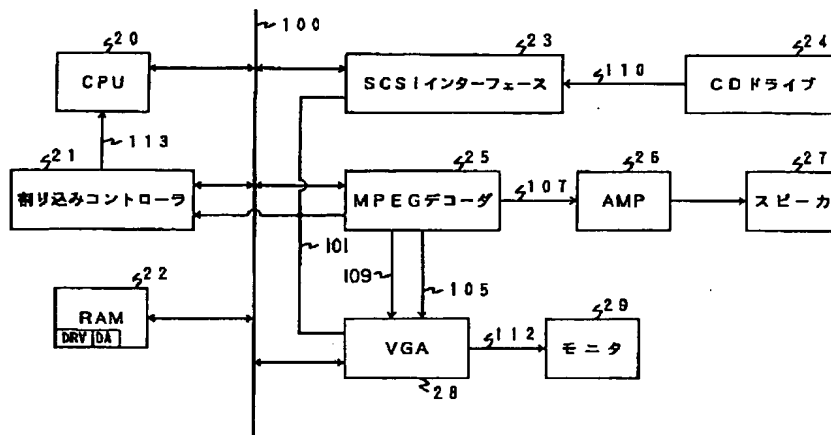 20
100
23
24
CPU
SCSIインターフェース
110
CDドライブ
113
21
25
26
27
割り込みコントローラ
MPEGデコーダ
107
AMP
スピーカ
101
109
105
22
RAM
DRV DA
29
VGA
112
モニタ
28